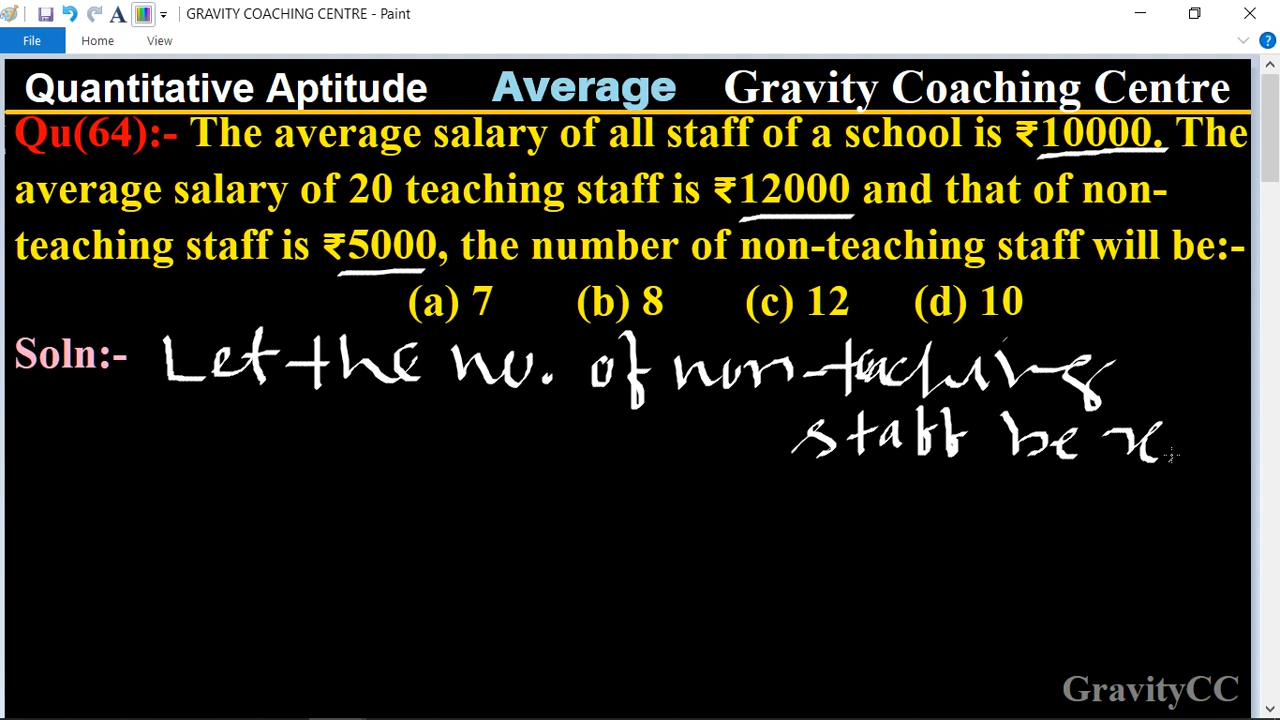 GRAVITY COACHING CENTRE - Paint
File Home View
Quantitative Aptitude Average Gravity Coaching Centre
Qu(64):- The average salary of all staff of a school is ₹10000. The
average salary of 20 teaching staff is ₹12000 and that of non-
teaching staff is ₹5000, the number of non-teaching staff will be:-
(a) 7 (b) 8 (c) 12 (d) 10
Soln:- Let the no. of non-teaching
staff be x
GravityCC